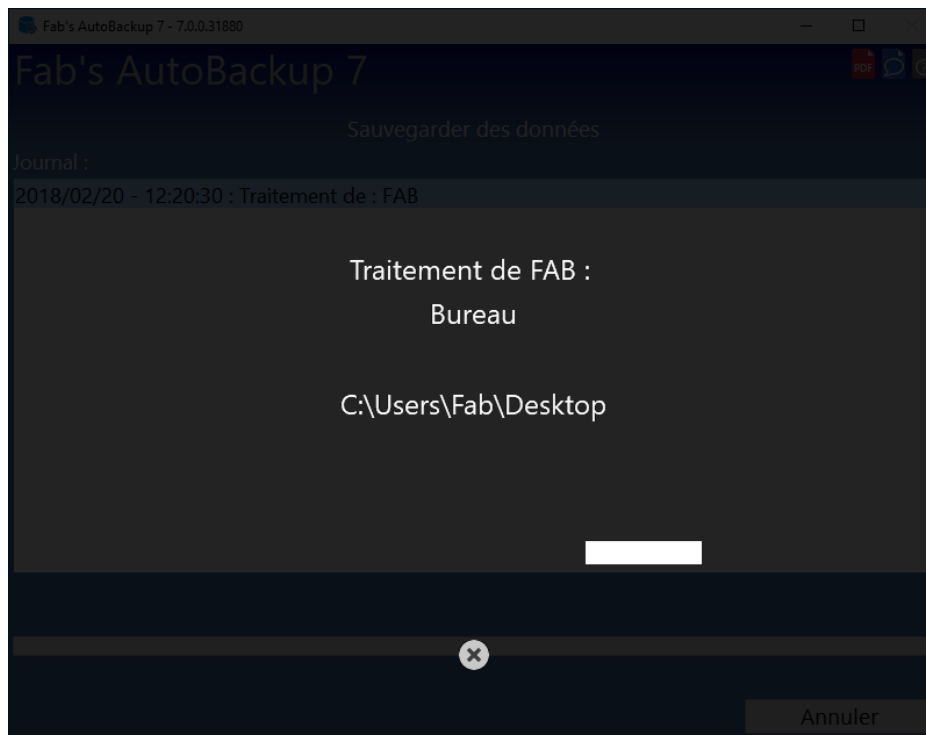 Fab's AutoBackup 7 - 7.0.0.31880
Fab's AutoBackup 7
PDF
Sauvegarder des données
Journal :
2018/02/20 - 12:20:30 : Traitement de : FAB
Traitement de FAB :
Bureau
C:\Users\Fab\Desktop
Annuler